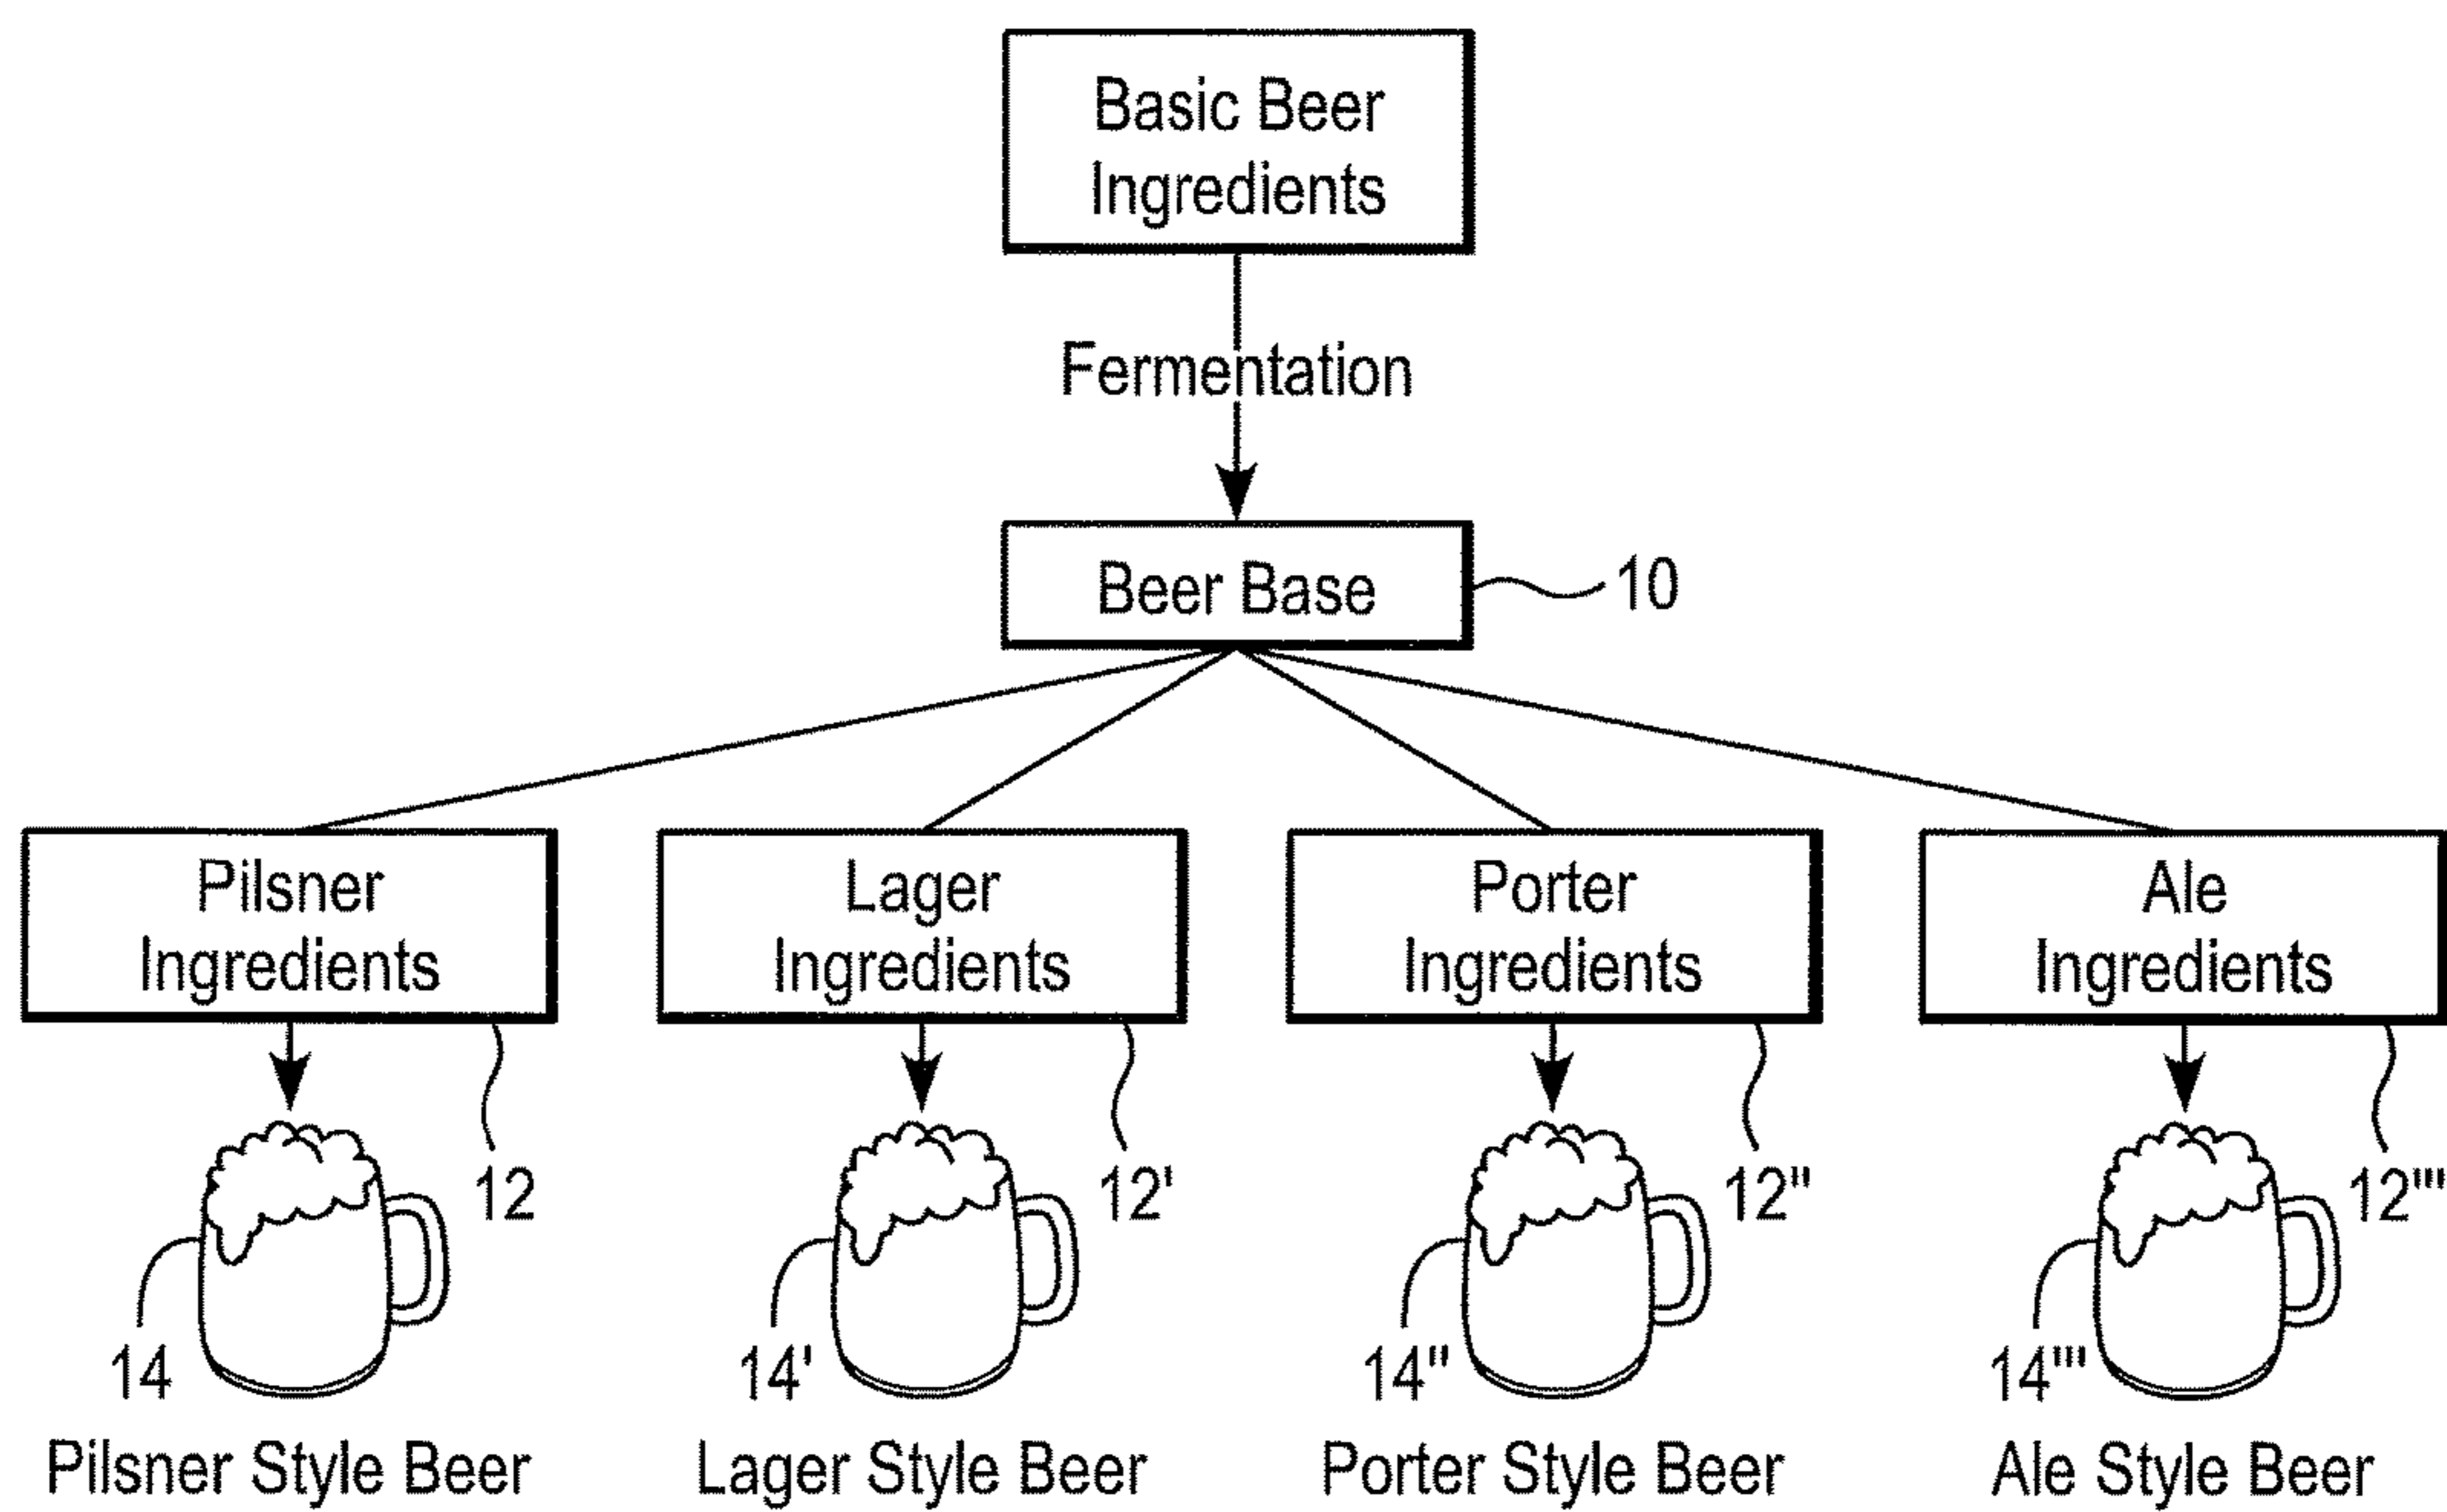 Basic Beer
Ingredients
Fermentation
Beer Base
10
Pilsner
Ingredients
Lager
Ingredients
Porter
Ingredients
Ale
Ingredients
12
12'
12"
12'"
14
14'
14"
14'"
Pilsner Style Beer
Lager Style Beer
Porter Style Beer
Ale Style Beer